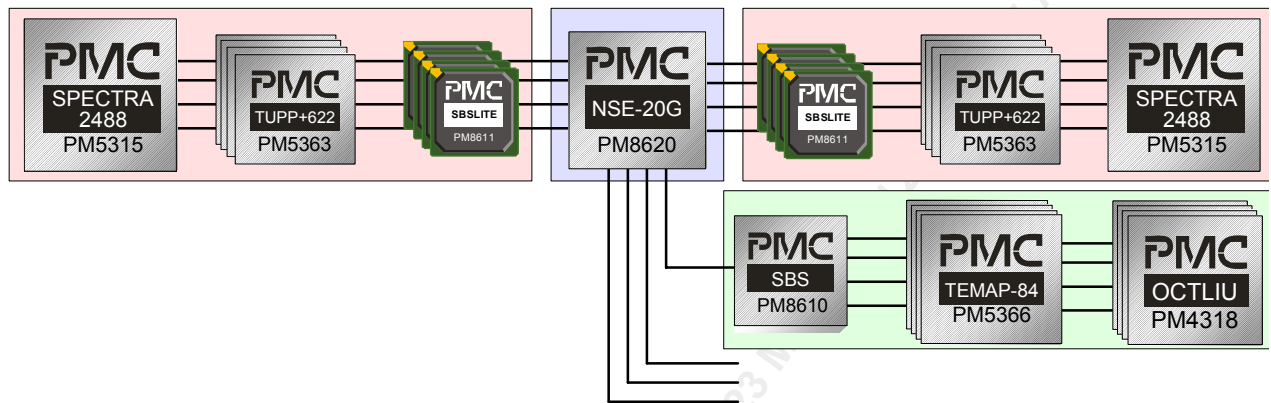 PMC
SPECTRA
2488
PM5315
PMC
TUPP+622
PM5363
PMC
SBSLITE
PM8611
PMC
NSE-20G
PM8620
PMC
SBSLITE
PM8611
PMC
TUPP+622
PM5363
PMC
SPECTRA
2488
PM5315
PMC
SBS
PM8610
PMC
TEMAP-84
PM5366
PMC
OCTLIU
PM4318